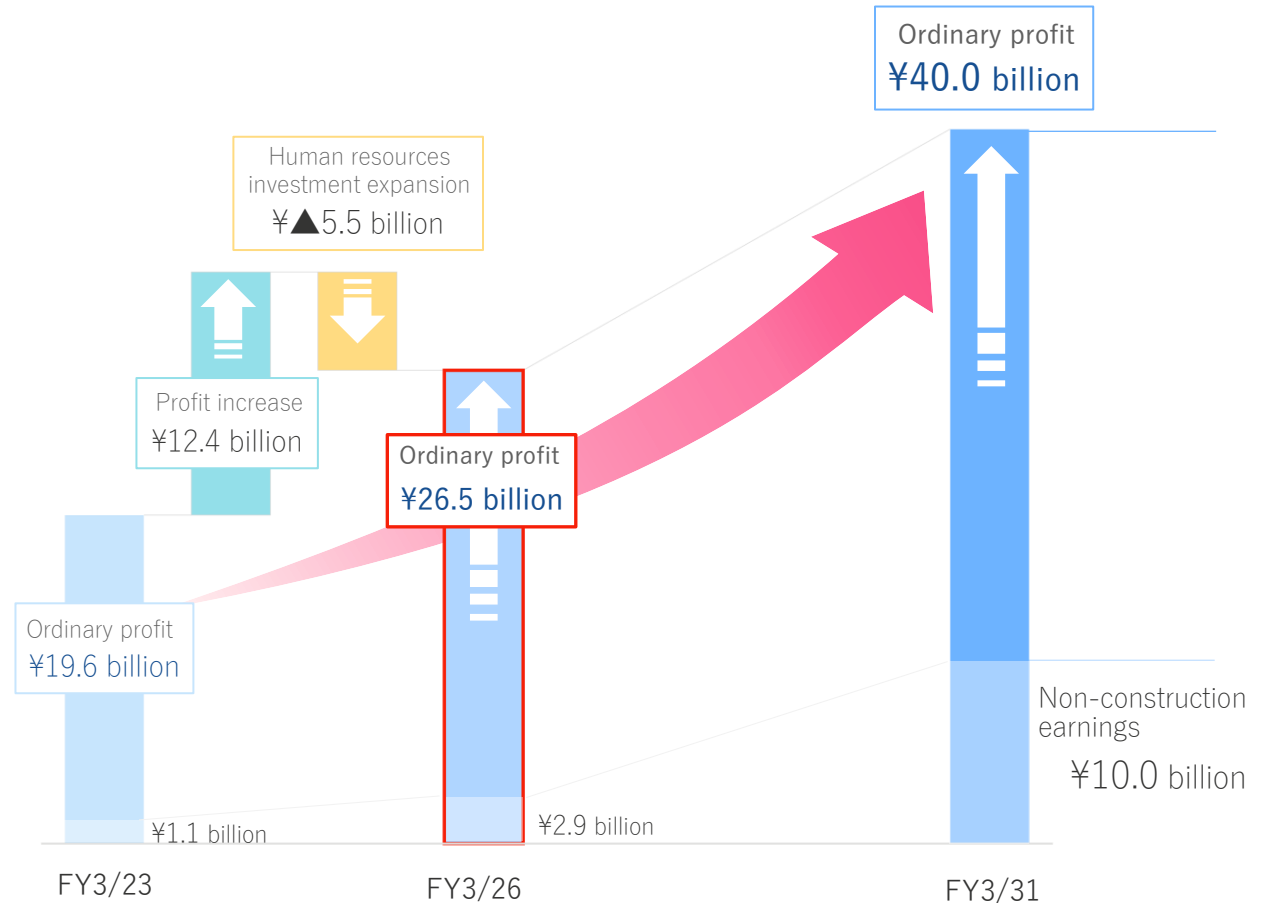 Ordinary profit
¥40.0 billion
Human resources
investment expansion
¥▲5.5 billion
Profit increase
¥12.4 billion
Ordinary profit
¥26.5 billion
Ordinary profit
¥19.6 billion
Non-construction
earnings
¥10.0 billion
¥1.1 billion
¥2.9 billion
FY3/23
FY3/26
FY3/31